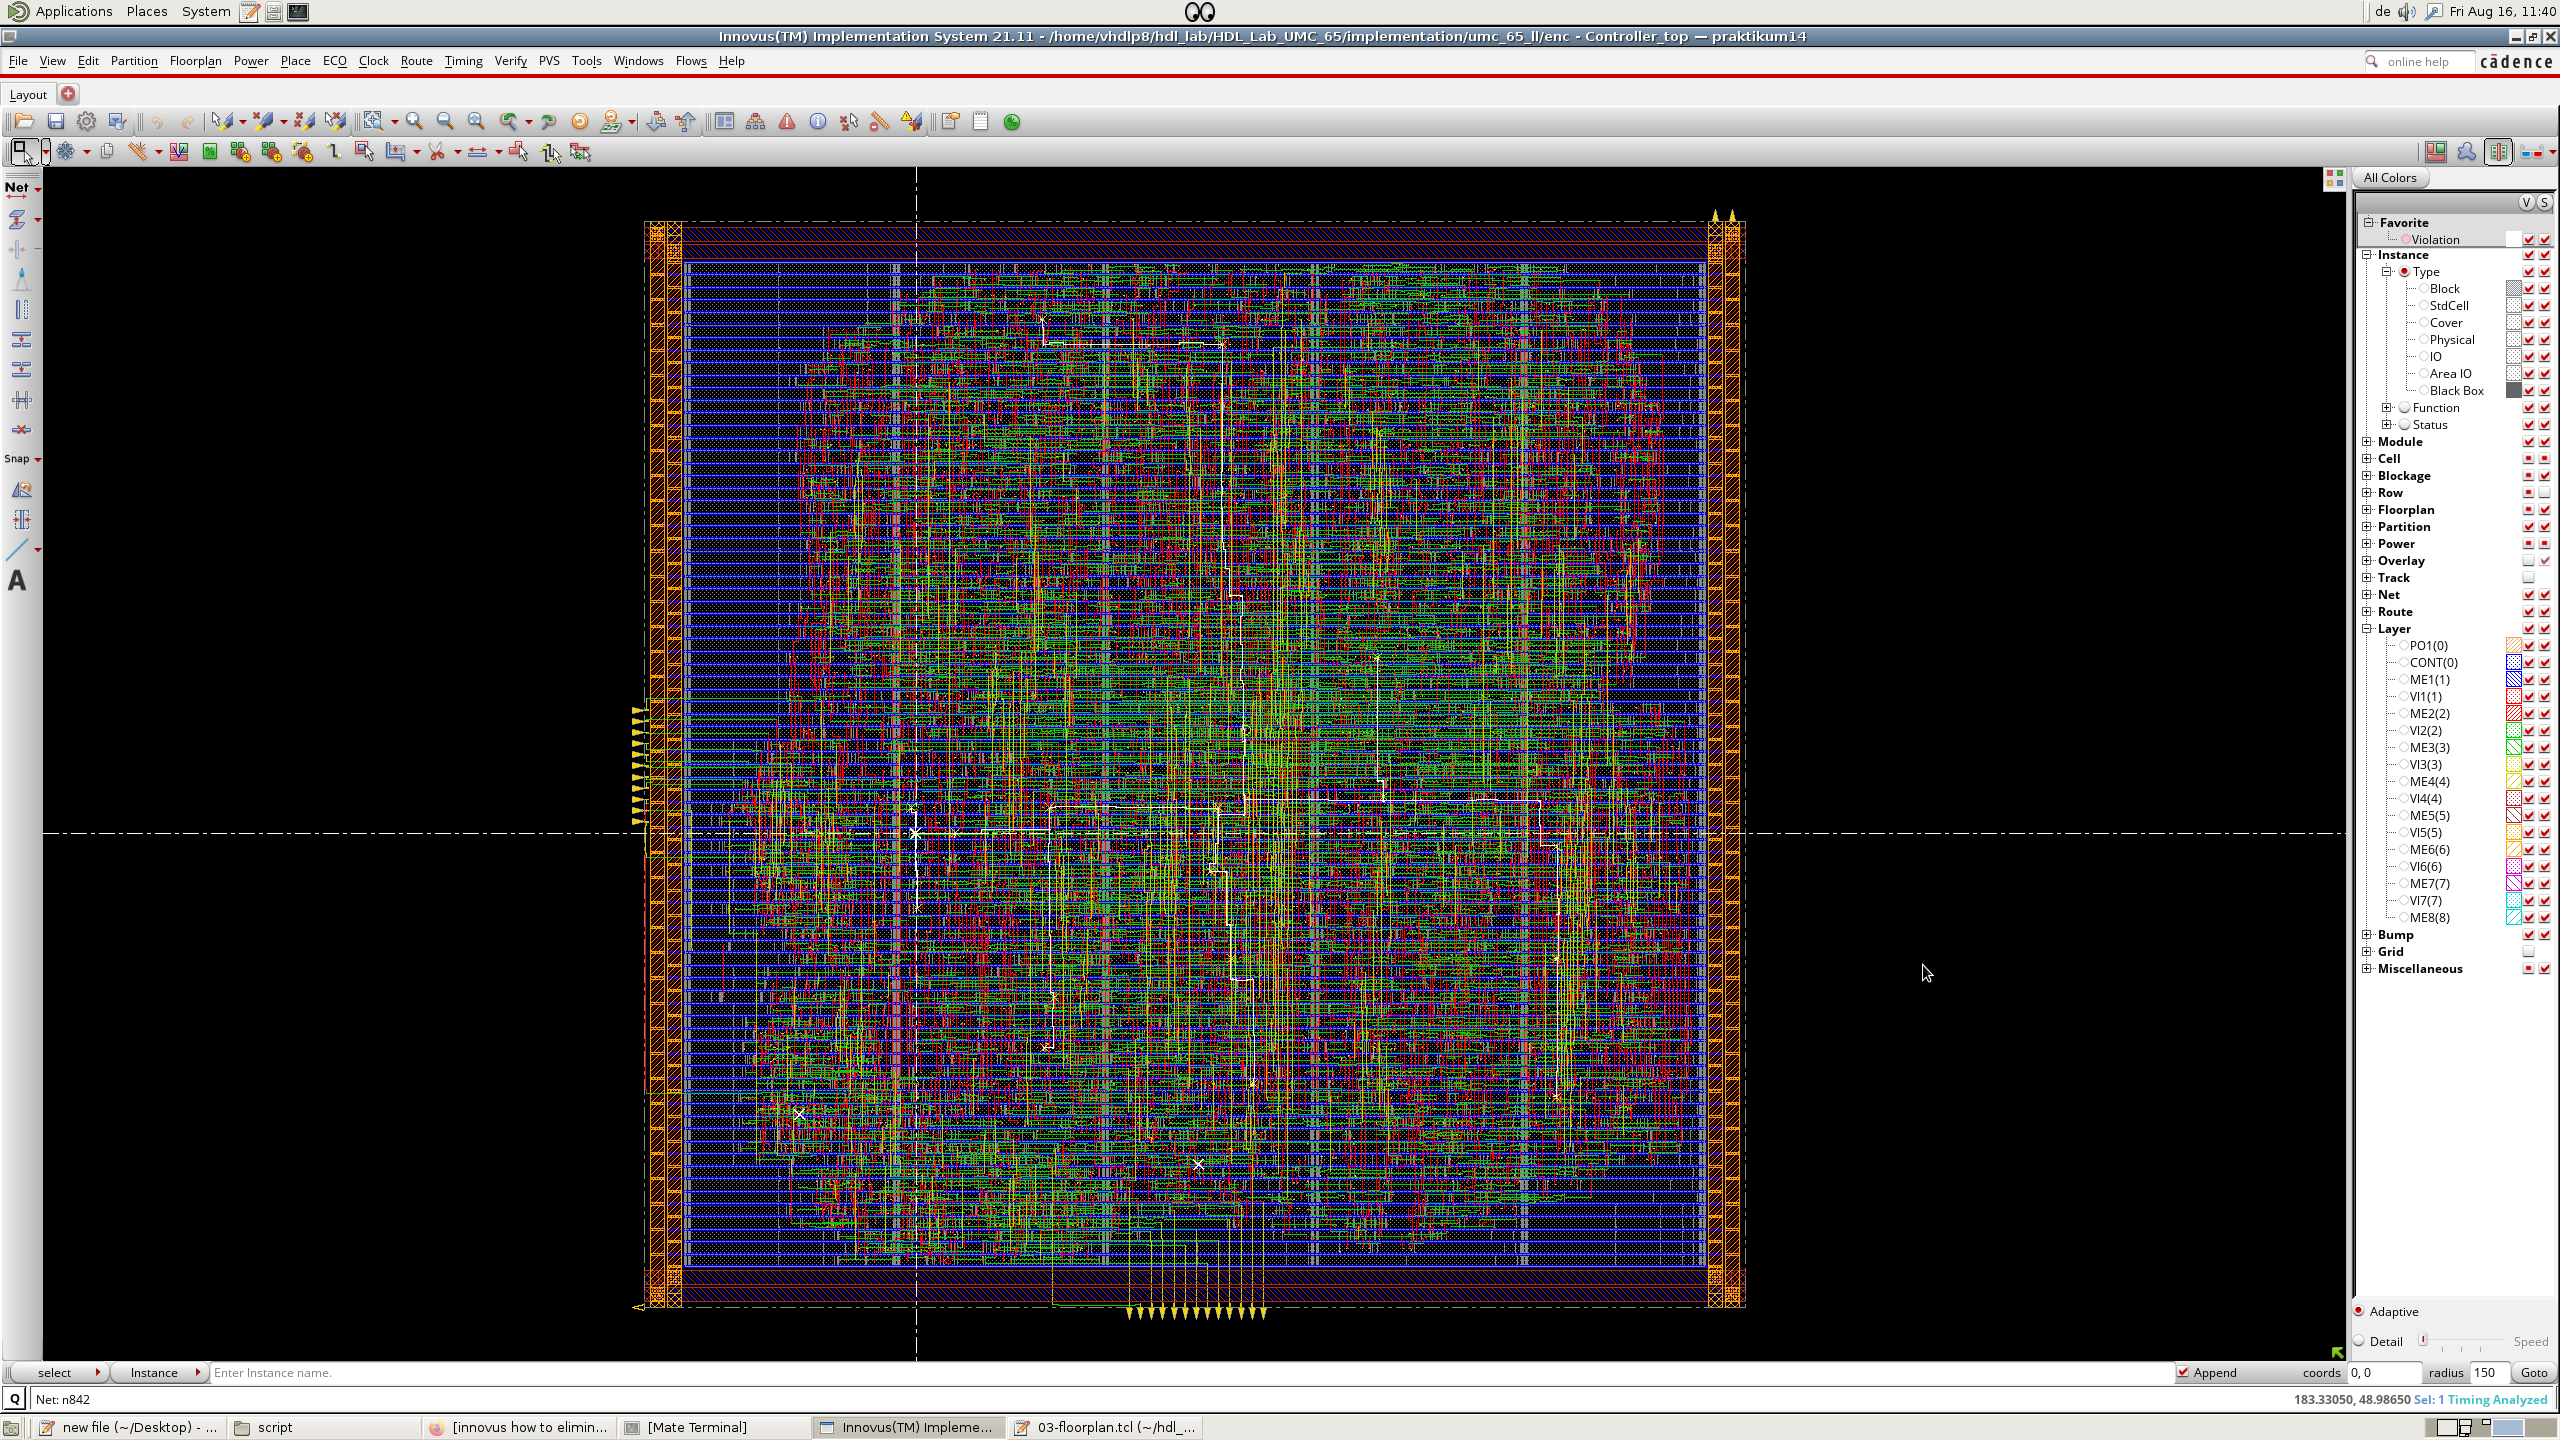 Applications Places System de Fri Aug 16, 11:40
Innovus(TM) Implementation System 21.11 - /home/vhdlp8/hdl_lab/HDL_Lab_UMC_65/implementation/umc_65_ll/enc - Controller_top — praktikum14
File View Edit Partition Floorplan Power Place ECO Clock Route Timing Verify PVS Tools Windows Flows Help online help cādence
Layout
All Colors
Net
V S
Favorite
Violation
Instance
Type
Block
StdCell
Cover
Physical
IO
Area IO
Black Box
Function
Status
Module
Cell
Snap
Blockage
Row
Floorplan
Partition
Power
Overlay
Track
A
Net
Route
Layer
PO1(0)
CONT(0)
ME1(1)
VI1(1)
ME2(2)
VI2(2)
ME3(3)
VI3(3)
ME4(4)
VI4(4)
ME5(5)
VI5(5)
ME6(6)
VI6(6)
ME7(7)
VI7(7)
ME8(8)
Bump
Grid
Miscellaneous
Adaptive
Detail Speed
select Instance Enter Instance name. Append coords 0, 0 radius 150 Goto
Q Net: n842 183.33050, 48.98650 Sel: 1 Timing Analyzed
new file (~/Desktop) - ... script [innovus how to elimin... [Mate Terminal] Innovus(TM) Impleme... 03-floorplan.tcl (~/hdl_...